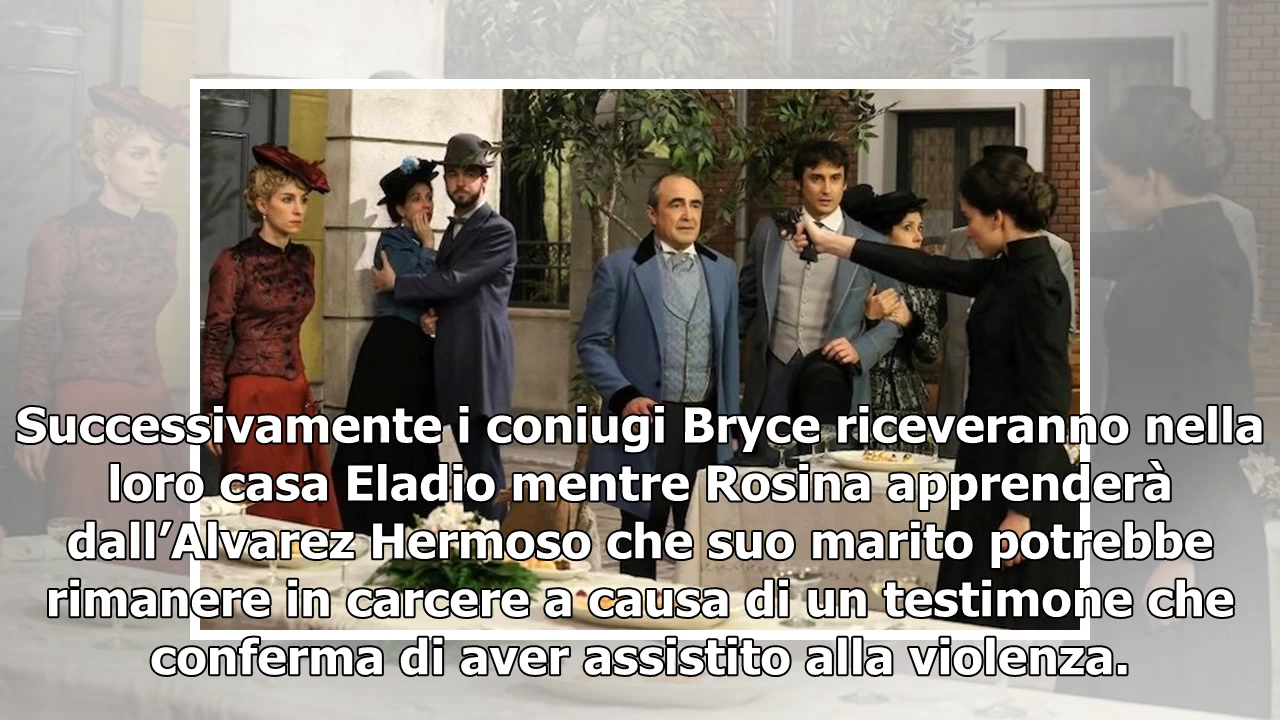 Successivamente i coniugi Bryce riceveranno nella
loro casa Eladio mentre Rosina apprenderà
dall’Alvarez Hermoso che suo marito potrebbe
rimanere in carcere a causa di un testimone che
conferma di aver assistito alla violenza.